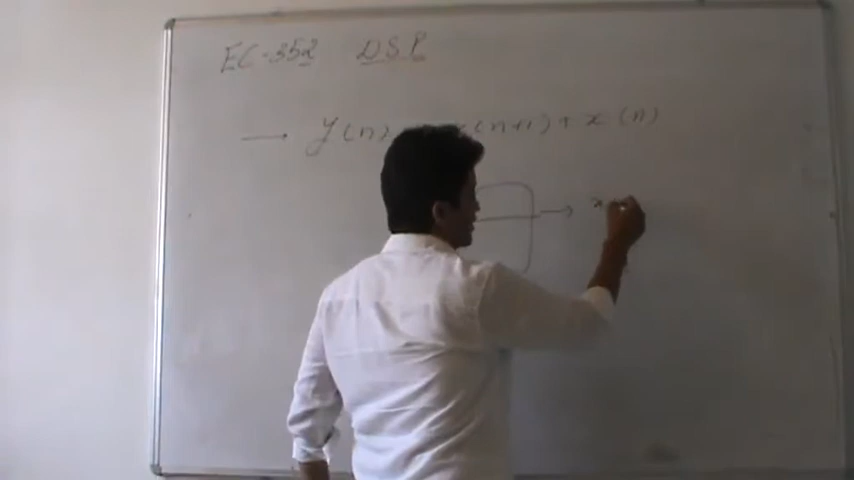 EC-352 DSP
→ y(n) x(n+1) + x(n)
→ x